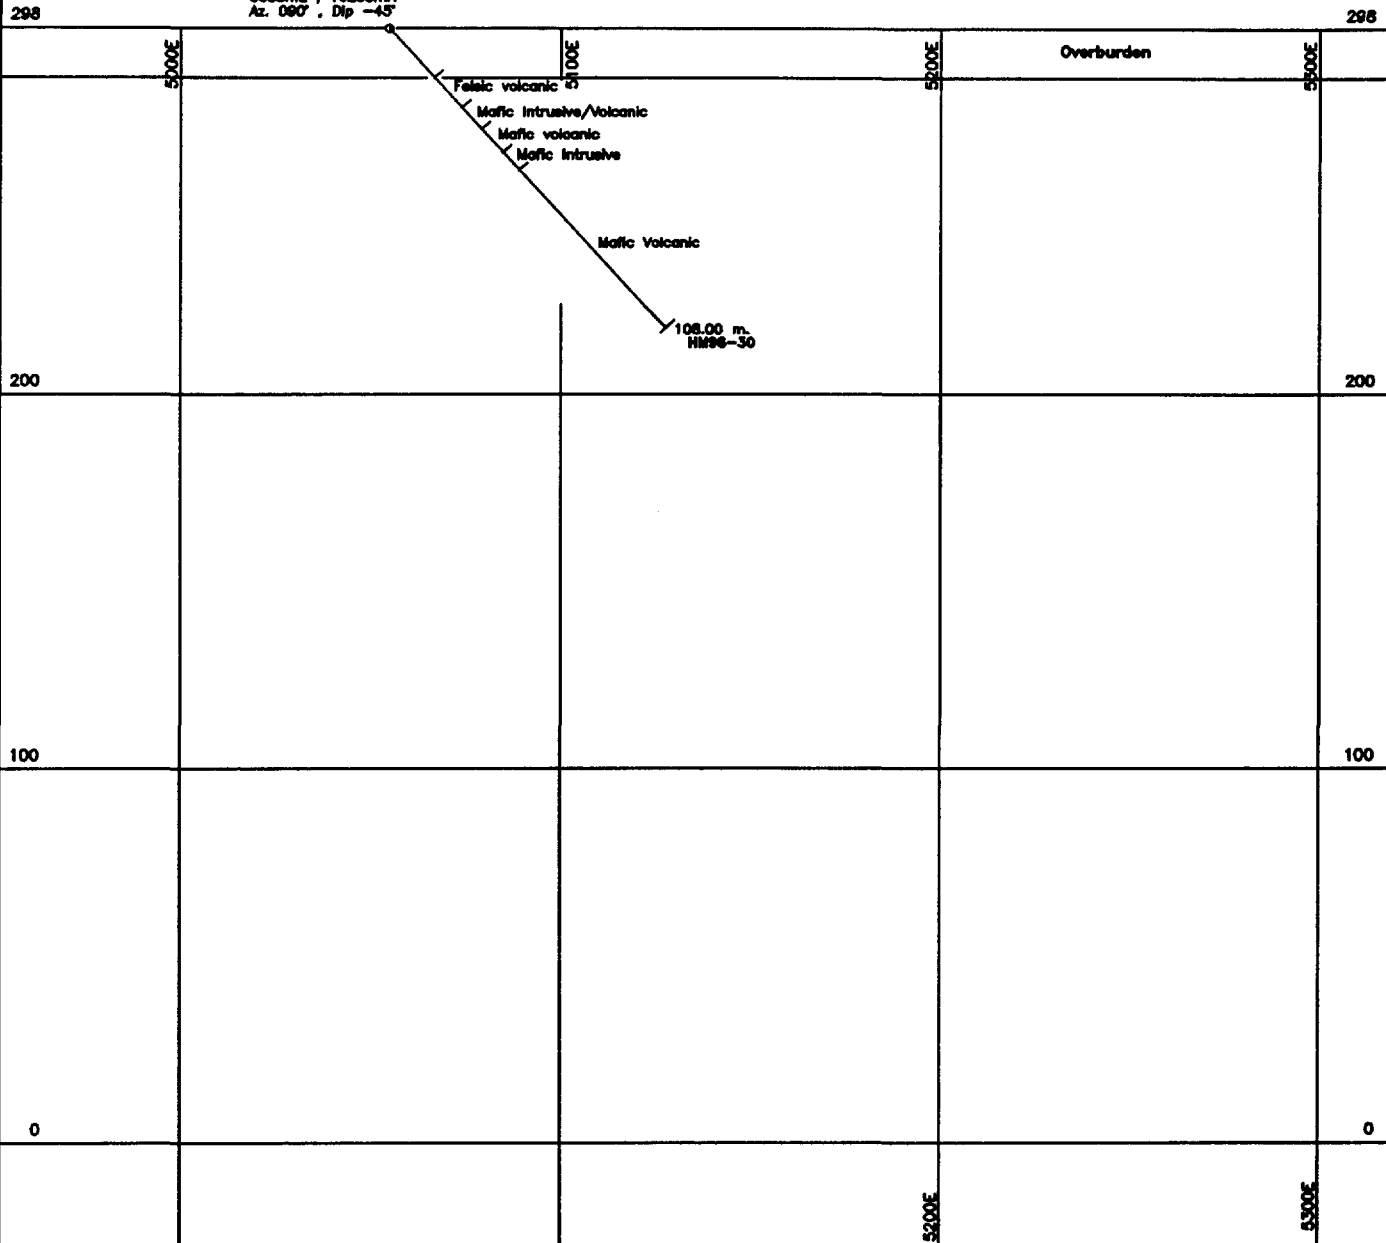 298
298
Az. 090° , Dip -45°
5000E
5100E
5200E
5300E
Overburden
Felsic volcanic
Mafic Intrusive/Volcanic
Mafic volcanic
Mafic Intrusive
Mafic Volcanic
108.00 m.
HM96-30
200
200
100
100
0
0
5200E
5300E